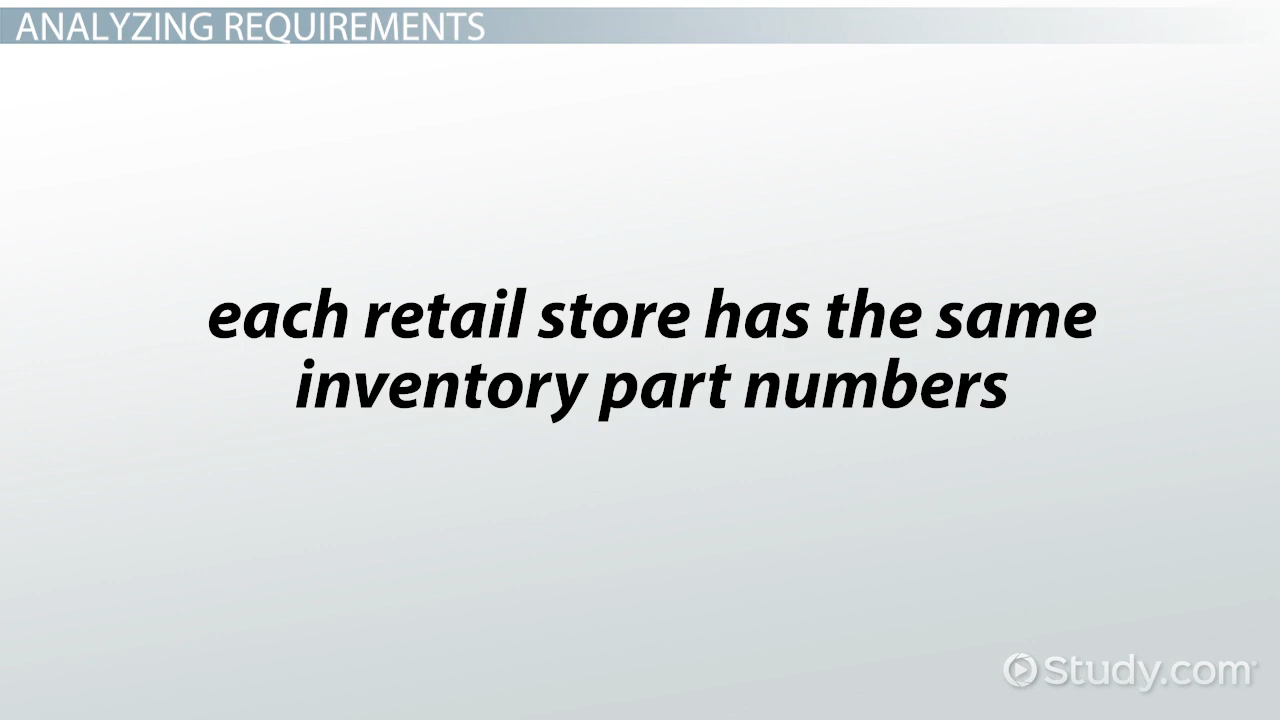 ANALYZING REQUIREMENTS
each retail store has the same
inventory part numbers
Study.com